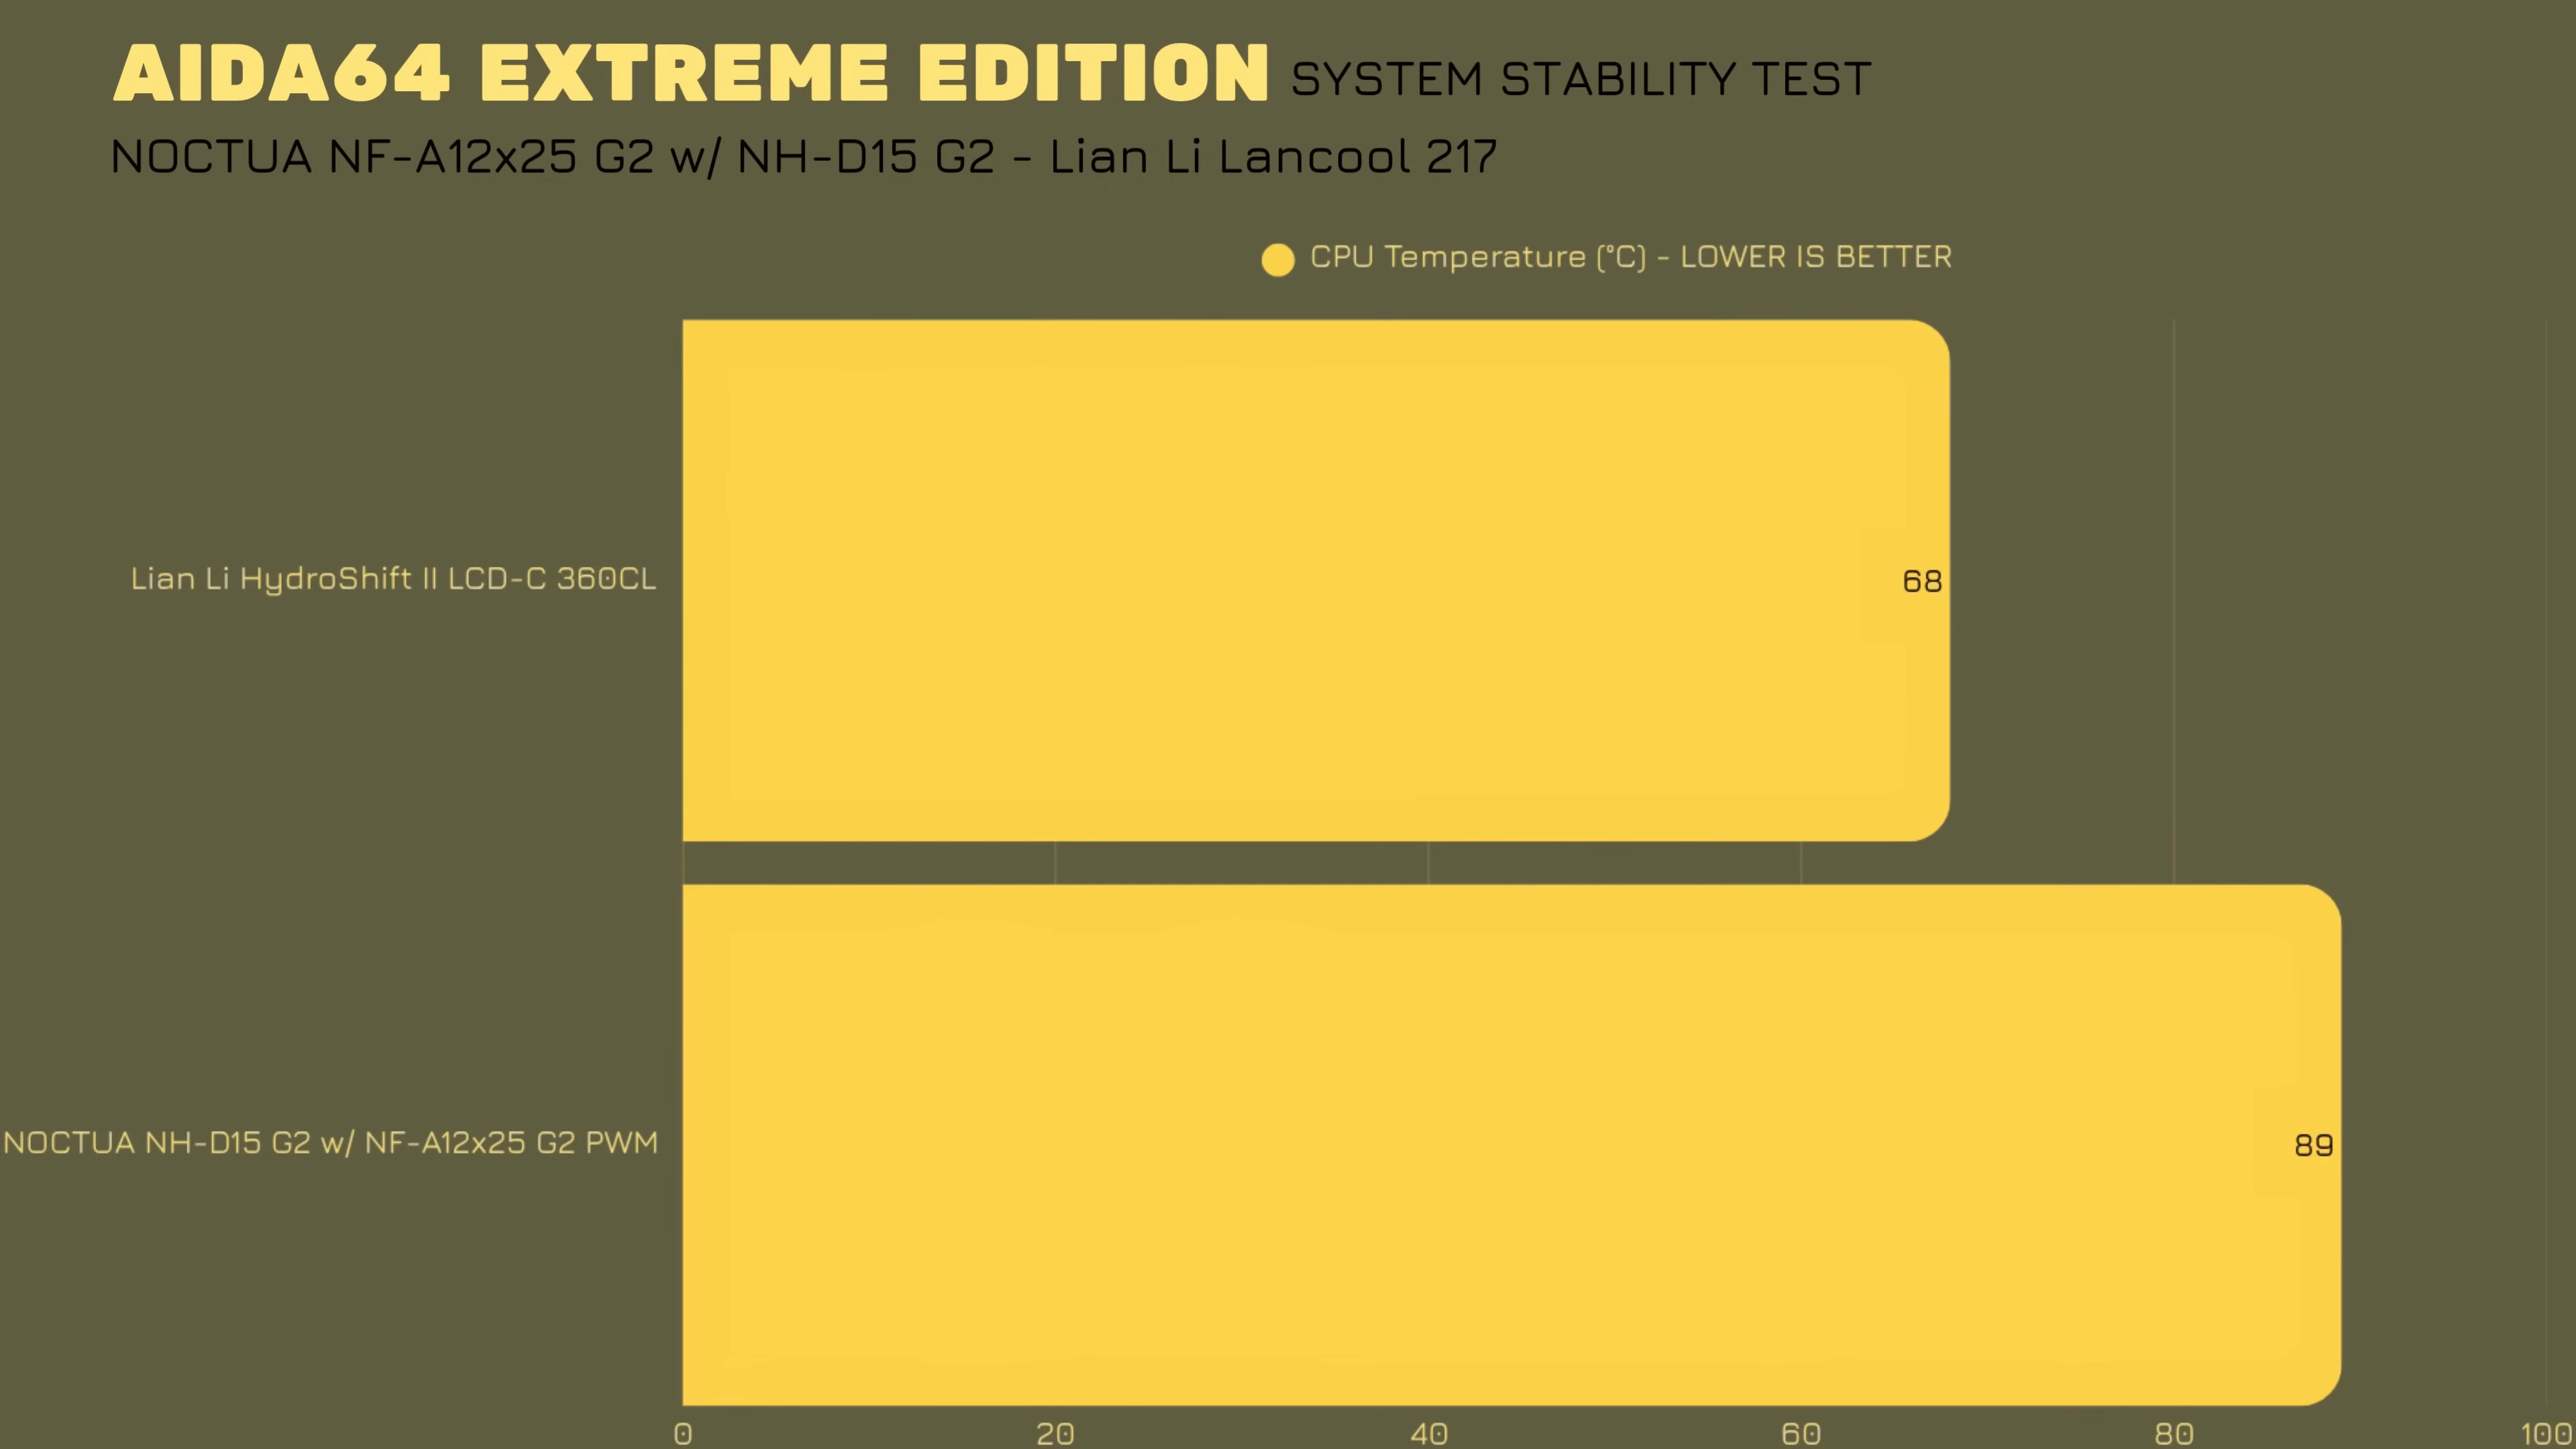 AIDA64 EXTREME EDITION SYSTEM STABILITY TEST
NOCTUA NF-A12x25 G2 w/ NH-D15 G2 - Lian Li Lancool 217
CPU Temperature (°C) - LOWER IS BETTER
Lian Li HydroShift II LCD-C 360CL
68
NOCTUA NH-D15 G2 w/ NF-A12x25 G2 PWM
89
0 20 40 60 80 100